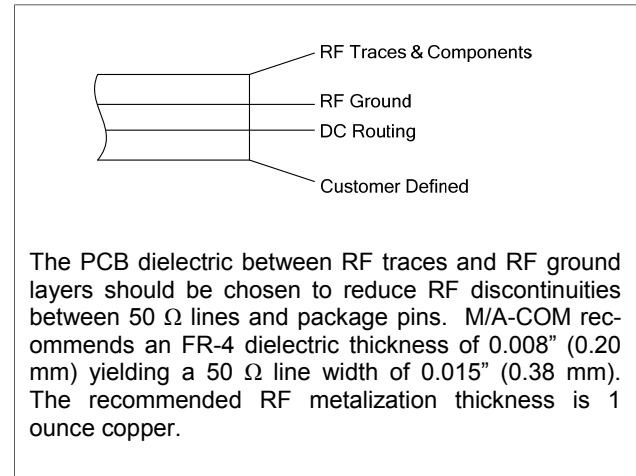 RF Traces & Components
RF Ground
DC Routing
Customer Defined
The PCB dielectric between RF traces and RF ground
layers should be chosen to reduce RF discontinuities
between 50 Ω lines and package pins. M/A-COM rec-
ommends an FR-4 dielectric thickness of 0.008” (0.20
mm) yielding a 50 Ω line width of 0.015” (0.38 mm).
The recommended RF metalization thickness is 1
ounce copper.